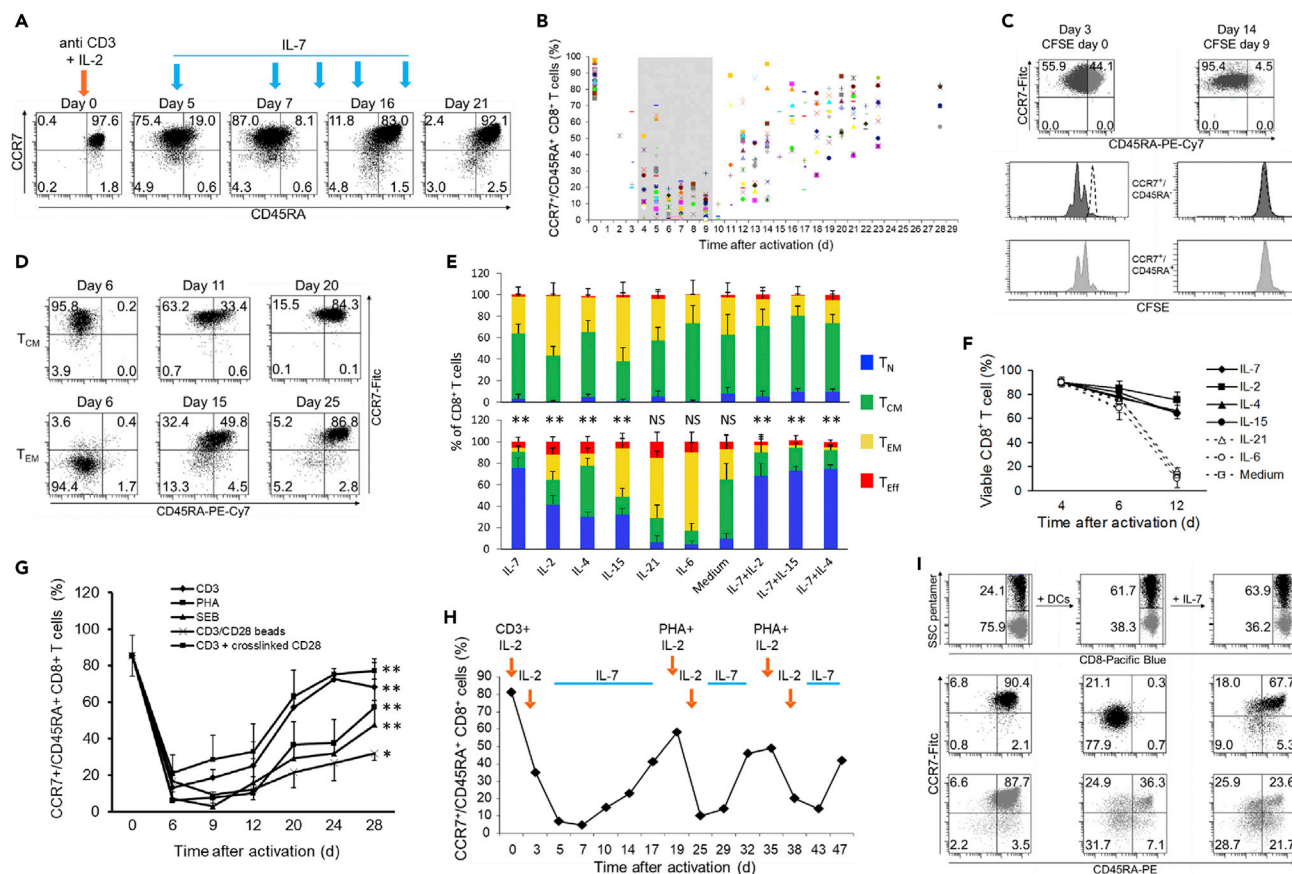 A
anti CD3
+ IL-2
IL-7
Day 0
Day 5
Day 7
Day 16
Day 21
0.4 97.6
75.4 19.0
87.0 8.1
11.8 83.0
2.4 92.1
0.2 1.8
4.9 0.6
4.3 0.6
4.8 1.5
3.0 2.5
CCR7
CD45RA
B
CCR7+/CD45RA+ CD8+ T cells (%)
100
90
80
70
60
50
40
30
20
10
0
0 1 2 3 4 5 6 7 8 9 10 11 12 13 14 15 16 17 18 19 20 21 22 23 24 25 26 27 28 29
Time after activation (d)
C
Day 3
CFSE day 0
Day 14
CFSE day 9
55.9 44.1
95.4 4.5
0.0 0.0
0.0 0.0
CCR7-Fitc
CD45RA-PE-Cy7
CCR7+/
CD45RA-
CCR7+/
CD45RA+
CFSE
D
Day 6
Day 11
Day 20
95.8 0.2
63.2 33.4
15.5 84.3
TCM
3.9 0.0
0.7 0.6
0.1 0.1
Day 6
Day 15
Day 25
3.6 0.4
32.4 49.8
5.2 86.8
TEM
94.4 1.7
13.3 4.5
5.2 2.8
CCR7-Fitc
CD45RA-PE-Cy7
E
% of CD8+ T cells
120
100
80
60
40
20
0
120
100
80
60
40
20
0
** ** ** ** NS NS NS ** ** **
IL-7
IL-2
IL-4
IL-15
IL-21
IL-6
Medium
IL-7+IL-2
IL-7+IL-15
IL-7+IL-4
TN
TCM
TEM
TEff
F
Viable CD8+ T cell (%)
100
80
60
40
20
0
4 6 12
Time after activation (d)
IL-7
IL-2
IL-4
IL-15
IL-21
IL-6
Medium
G
CCR7+/CD45RA+ CD8+ T cells (%)
120
80
60
40
20
0
CD3
PHA
SEB
CD3/CD28 beads
CD3 + crosslinked CD28
**
**
**
**
*
0 6 9 12 20 24 28
Time after activation (d)
H
CCR7+/CD45RA+ CD8+ cells (%)
CD3+
IL-2
IL-2
IL-7
PHA+
IL-2
IL-2
IL-7
PHA+
IL-2
IL-2
IL-7
90
80
70
60
50
40
30
20
10
0
0 3 5 7 10 14 17 19 25 29 32 35 38 43 47
Time after activation (d)
I
SSC pentamer
24.1
75.9
+ DCs
61.7
38.3
+ IL-7
63.9
36.2
CD8-Pacific Blue
6.8 90.4
21.1 0.3
18.0 67.7
0.8 2.1
77.9 0.7
9.0 5.3
CCR7-Fitc
6.6 87.7
24.9 36.3
25.9 23.6
2.2 3.5
31.7 7.1
28.7 21.7
CD45RA-PE